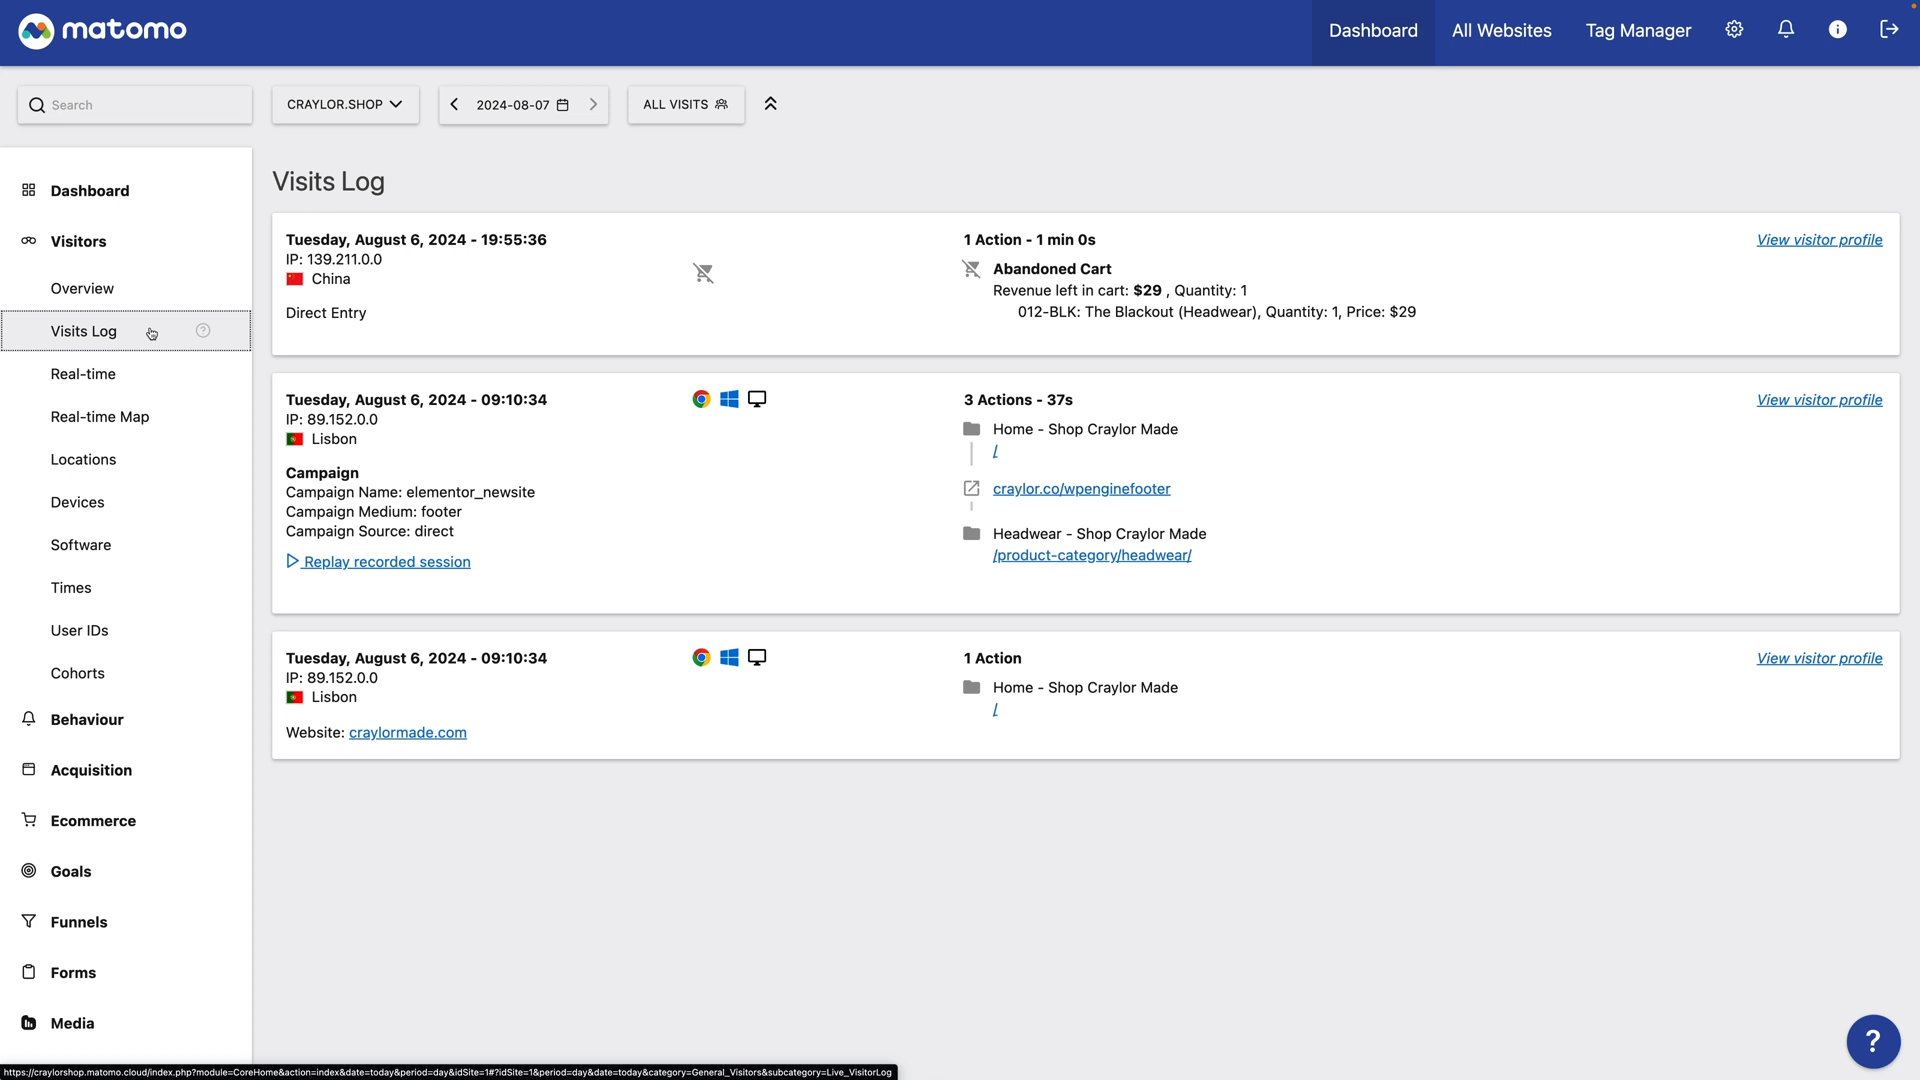 matomo
Dashboard
All Websites
Tag Manager
Search
CRAYLOR.SHOP
2024-08-07
ALL VISITS
Dashboard
Visitors
Overview
Visits Log
Real-time
Real-time Map
Locations
Devices
Software
Times
User IDs
Cohorts
Behaviour
Acquisition
Ecommerce
Goals
Funnels
Forms
Media
Visits Log
Tuesday, August 6, 2024 - 19:55:36
IP: 139.211.0.0
China
Direct Entry
1 Action - 1 min 0s
Abandoned Cart
Revenue left in cart: $29 , Quantity: 1
012-BLK: The Blackout (Headwear), Quantity: 1, Price: $29
View visitor profile
Tuesday, August 6, 2024 - 09:10:34
IP: 89.152.0.0
Lisbon
Campaign
Campaign Name: elementor_newsite
Campaign Medium: footer
Campaign Source: direct
Replay recorded session
3 Actions - 37s
Home - Shop Craylor Made
/
craylor.co/wpenginefooter
Headwear - Shop Craylor Made
/product-category/headwear/
View visitor profile
Tuesday, August 6, 2024 - 09:10:34
IP: 89.152.0.0
Lisbon
Website: craylormade.com
1 Action
Home - Shop Craylor Made
/
View visitor profile
?
https://craylorshop.matomo.cloud/index.php?module=CoreHome&action=index&date=today&period=day&idSite=1#?idSite=1&period=day&date=today&category=General_Visitors&subcategory=Live_VisitorLog